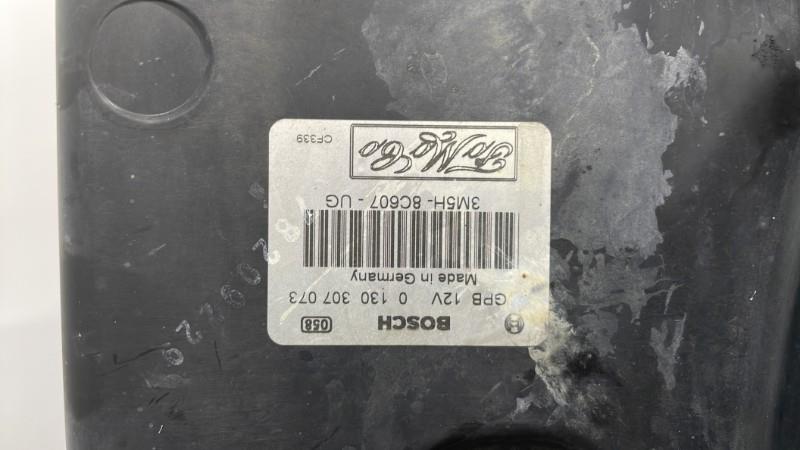 BOSCH 058
GPB 12V 0 130 307 073
Made in Germany
3M5H-8C607-UG
FoMoCo
CF339